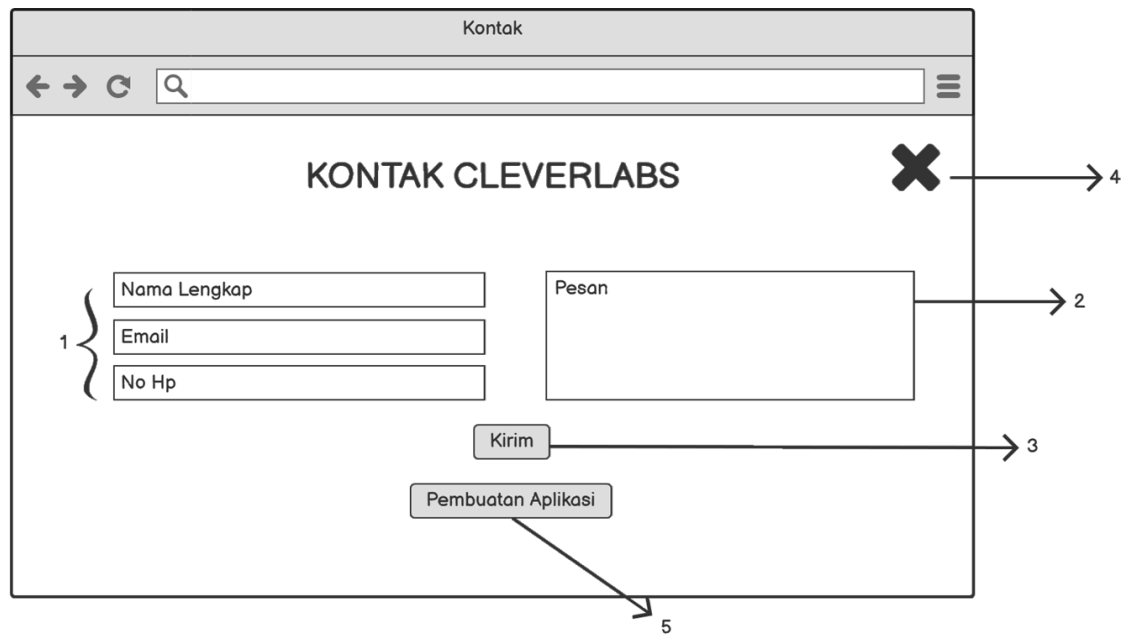 Kontak
KONTAK CLEVERLABS
4
Nama Lengkap
Pesan
2
1
Email
No Hp
Kirim
3
Pembuatan Aplikasi
5